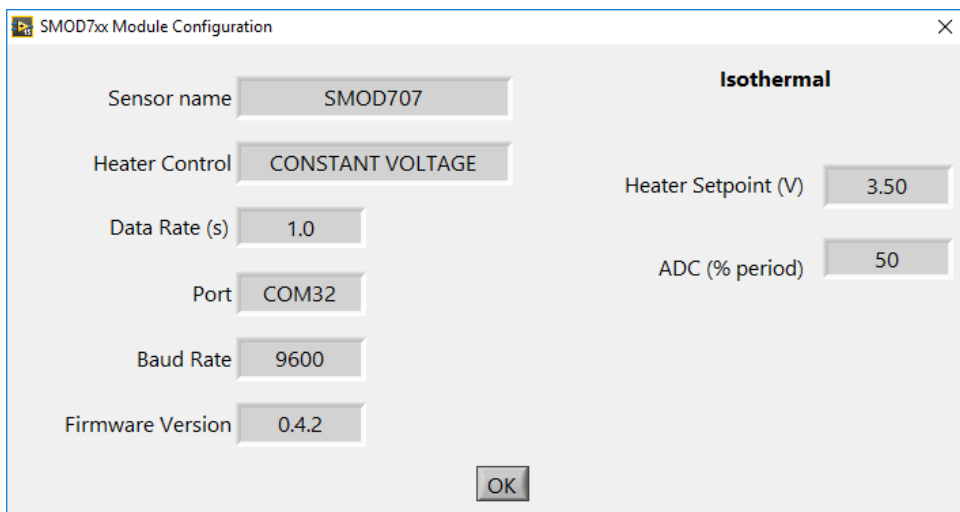 SMOD7xx Module Configuration
Isothermal
Sensor name SMOD707
Heater Control CONSTANT VOLTAGE
Heater Setpoint (V) 3.50
Data Rate (s) 1.0
ADC (% period) 50
Port COM32
Baud Rate 9600
Firmware Version 0.4.2
OK